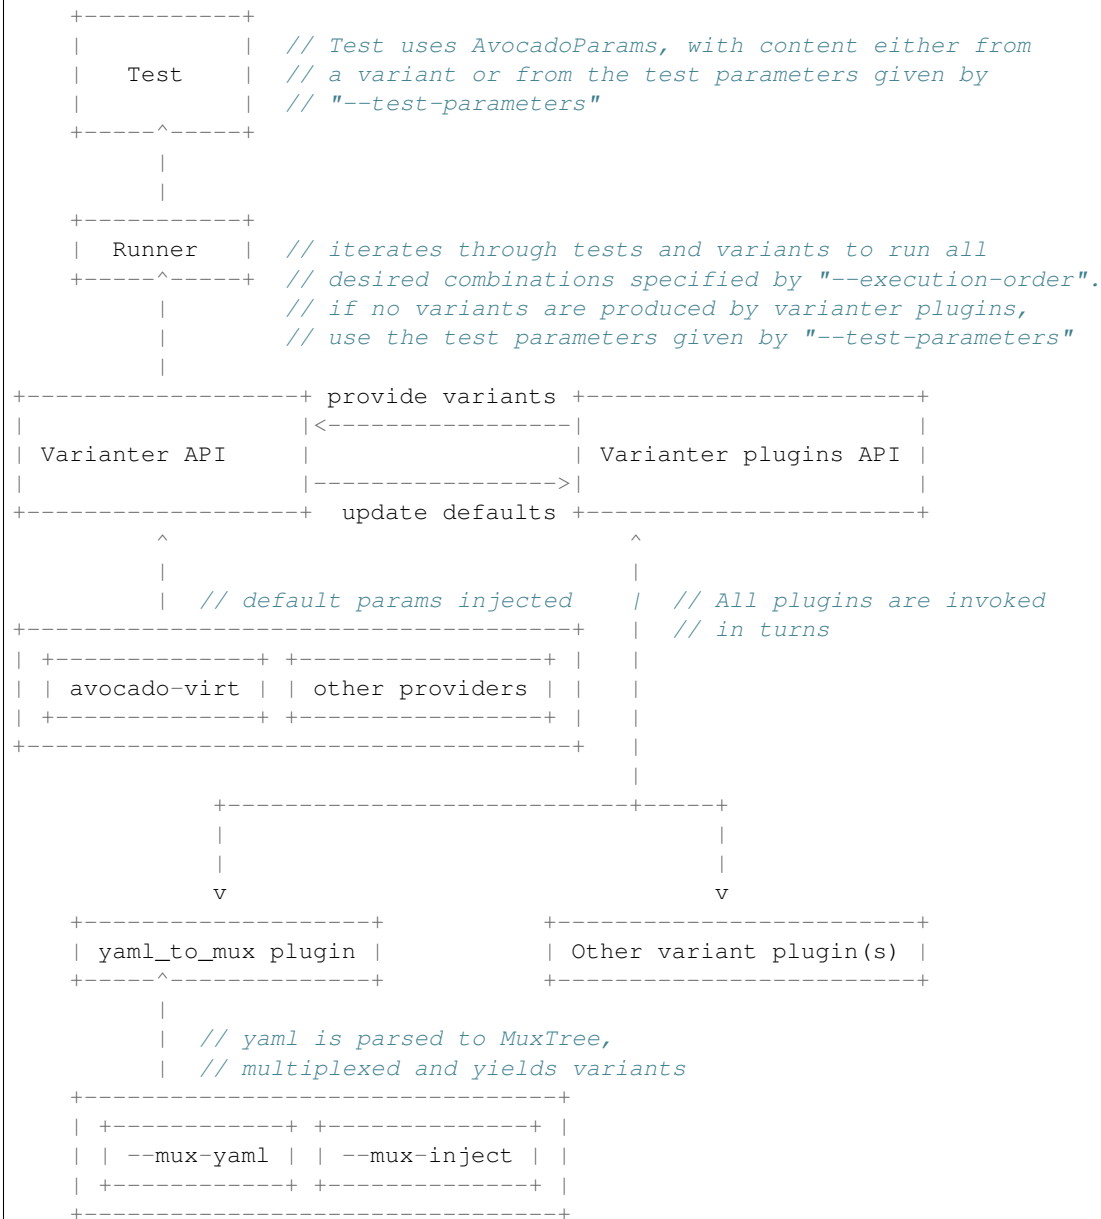 +-----------+
|           |  // Test uses AvocadoParams, with content either from
|   Test    |  // a variant or from the test parameters given by
|           |  // "--test-parameters"
+-----^-----+
      |
      |
+-----------+
|  Runner   |  // iterates through tests and variants to run all
+-----^-----+  // desired combinations specified by "--execution-order".
      |        // if no variants are produced by varianter plugins,
      |        // use the test parameters given by "--test-parameters"
      |
+-------------------+ provide variants +-----------------------+
|                   |<-----------------|                       |
| Varianter API     |                  | Varianter plugins API |
|                   |----------------->|                       |
+-------------------+  update defaults +-----------------------+
          ^                                ^
          |                                |
          |  // default params injected    |  // All plugins are invoked
+--------------------------------------+   |  // in turns
| +--------------+ +-----------------+ |   |
| | avocado-virt | | other providers | |   |
| +--------------+ +-----------------+ |   |
+--------------------------------------+   |
                                           |
              +----------------------------+-----+
              |                                  |
              |                                  |
              v                                  v
    +--------------------+           +-------------------------+
    | yaml_to_mux plugin |           | Other variant plugin(s) |
    +-----^--------------+           +-------------------------+
          |
          |  // yaml is parsed to MuxTree,
          |  // multiplexed and yields variants
    +---------------------------------+
    | +------------+ +--------------+ |
    | | --mux-yaml | | --mux-inject | |
    | +------------+ +--------------+ |
    +---------------------------------+